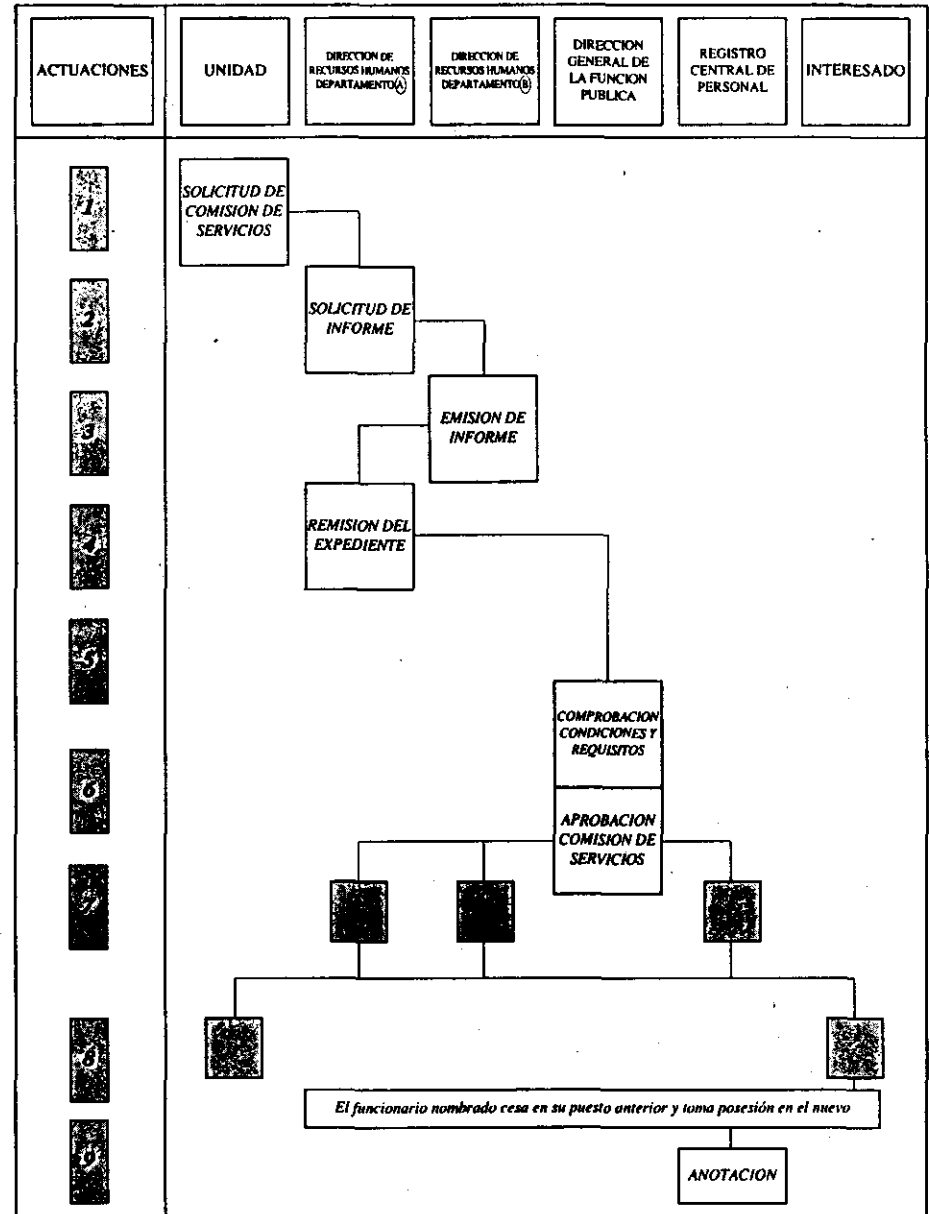 ACTUACIONES
UNIDAD
DIRECCION DE
RECURSOS HUMANOS
DEPARTAMENTO A
DIRECCION DE
RECURSOS HUMANOS
DEPARTAMENTO B
DIRECCION
GENERAL DE
LA FUNCION
PUBLICA
REGISTRO
CENTRAL DE
PERSONAL
INTERESADO
1
SOLICITUD DE
COMISION DE
SERVICIOS
2
SOLICITUD DE
INFORME
3
EMISION DE
INFORME
4
REMISION DEL
EXPEDIENTE
5
COMPROBACION
CONDICIONES Y
REQUISITOS
6
APROBACION
COMISION DE
SERVICIOS
7
8
El funcionario nombrado cesa en su puesto anterior y toma posesión en el nuevo
9
ANOTACION